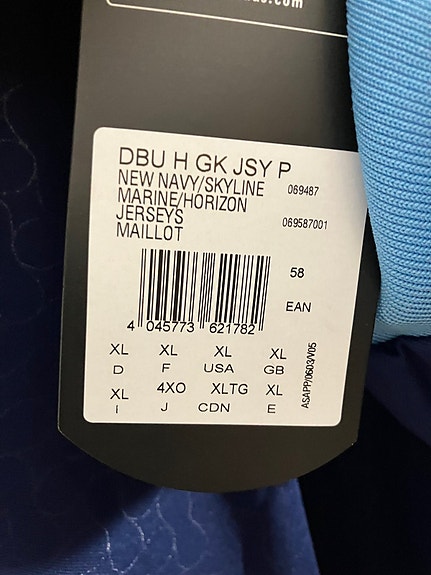 DBU H GK JSY P
NEW NAVY/SKYLINE 069487
MARINE/HORIZON
JERSEYS 069587001
MAILLOT
58
EAN
4 045773 621782
XL XL XL XL
D F USA GB
XL 4XO XLTG XL
I J CDN E
ASAPP/0603/V05